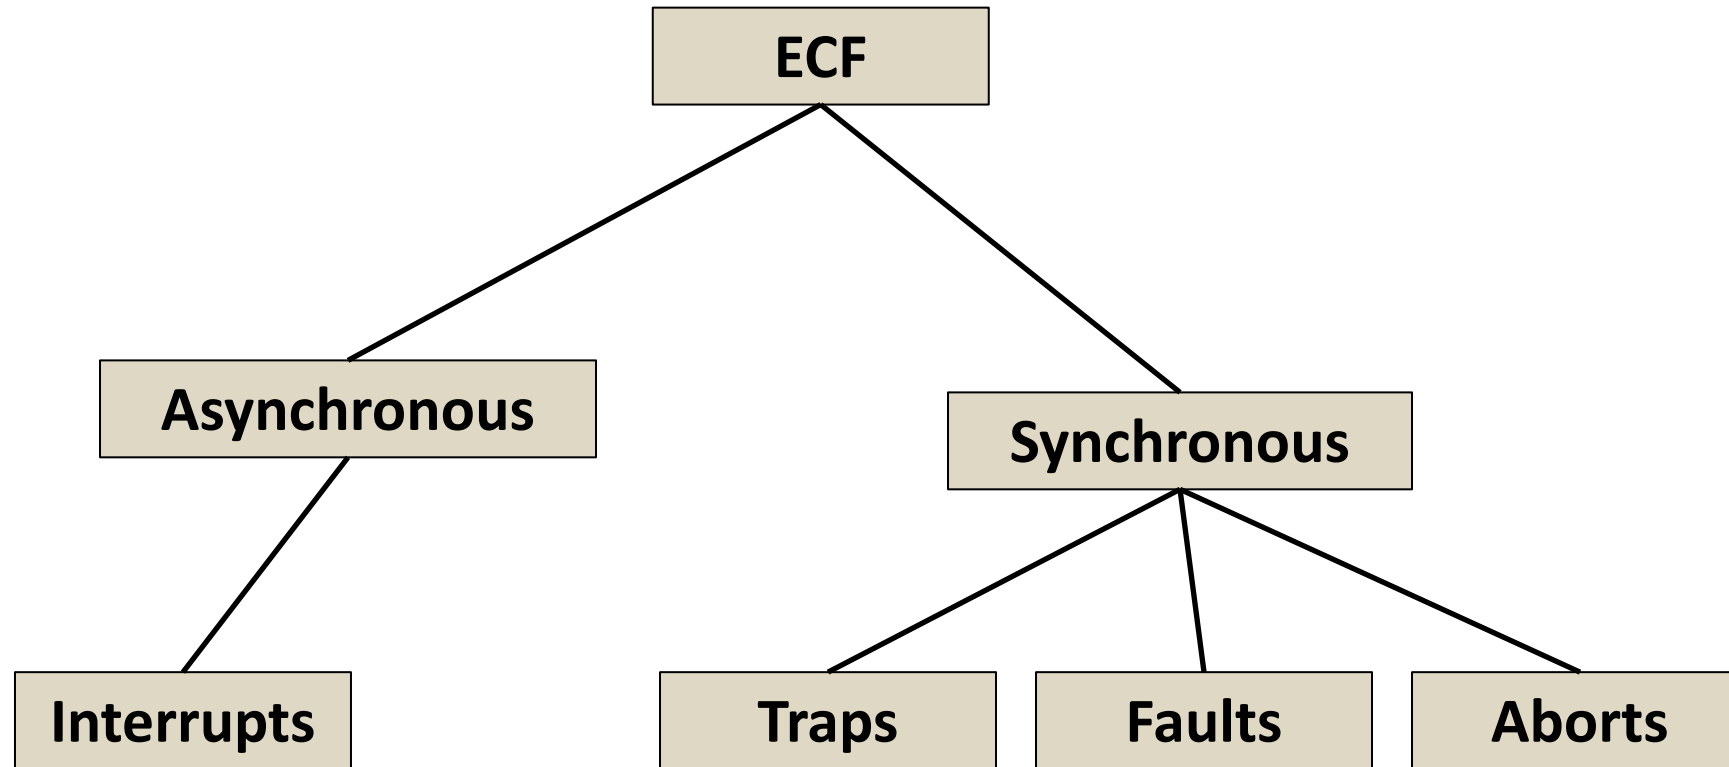 ECF
Asynchronous
Synchronous
Interrupts
Traps
Faults
Aborts